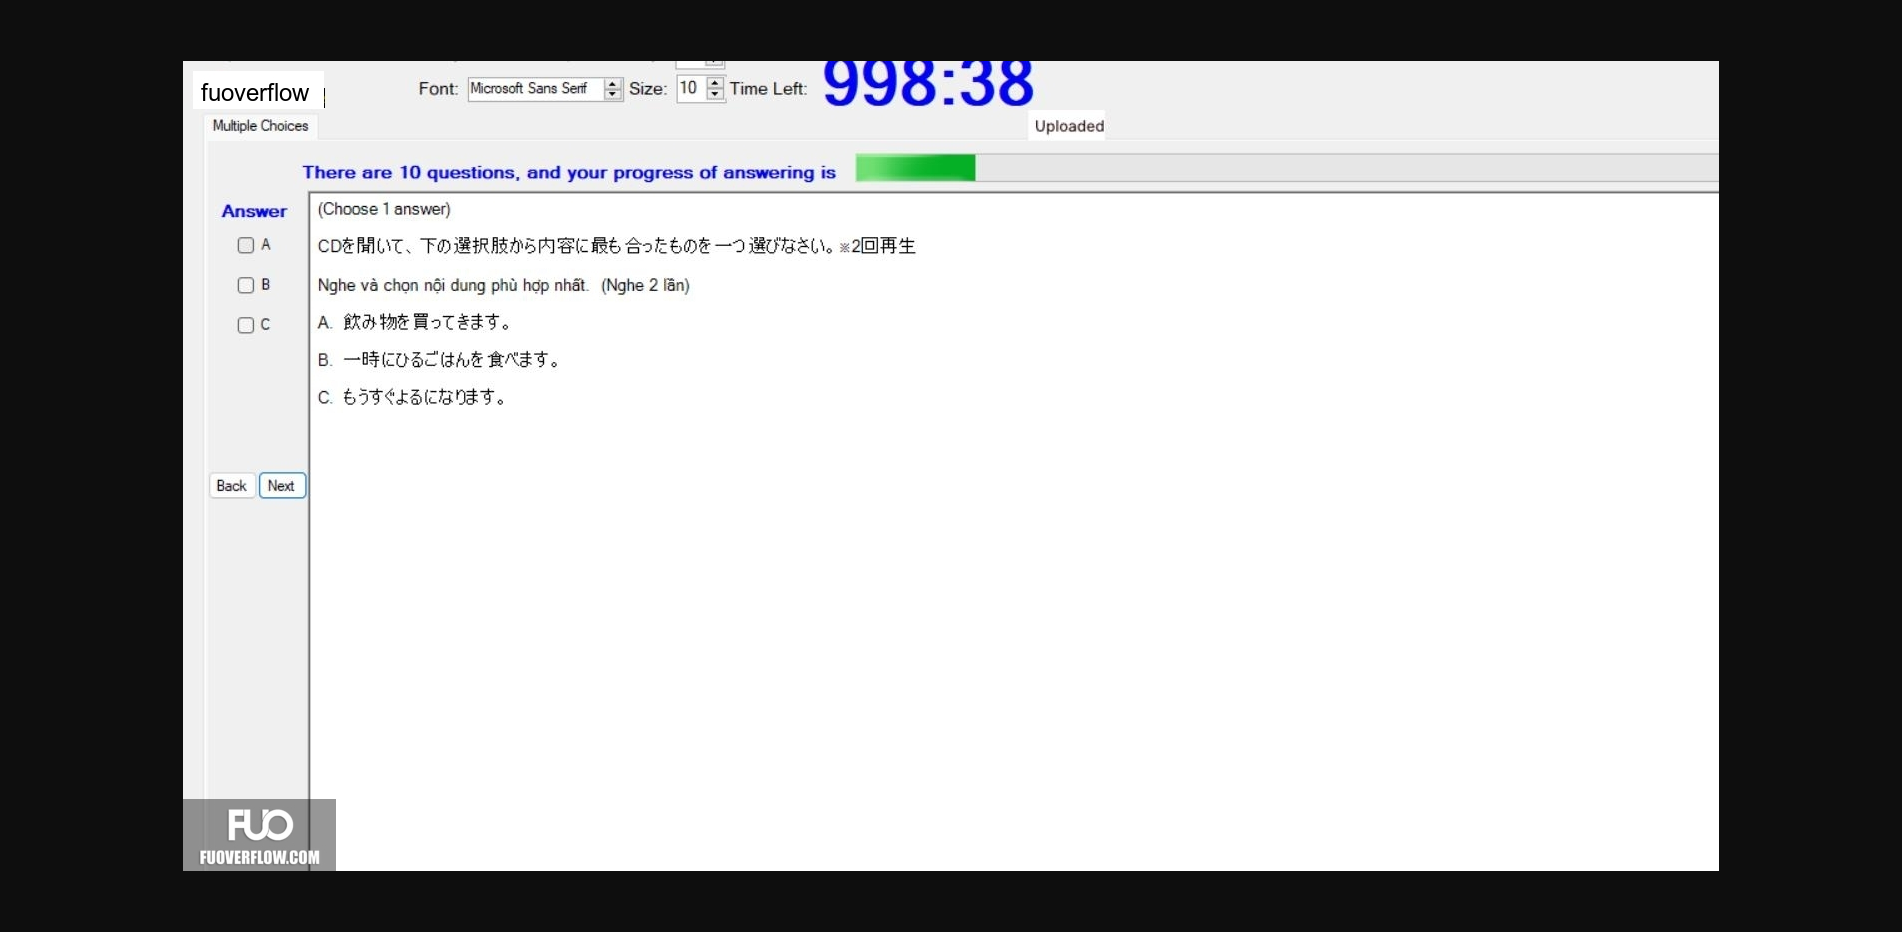 fuoverflow
Font: Microsoft Sans Serif Size: 10 Time Left: 998:38
Multiple Choices
Uploaded
There are 10 questions, and your progress of answering is
Answer
(Choose 1 answer)
A
CDを聞いて、下の選択肢から内容に最も合ったものを一つ選びなさい。※2回再生
B
Nghe và chọn nội dung phù hợp nhất. (Nghe 2 lần)
C
A. 飲み物を買ってきます。
B. 一時にひるごはんを食べます。
C. もうすぐよるになります。
Back Next
FUO
FUOVERFLOW.COM